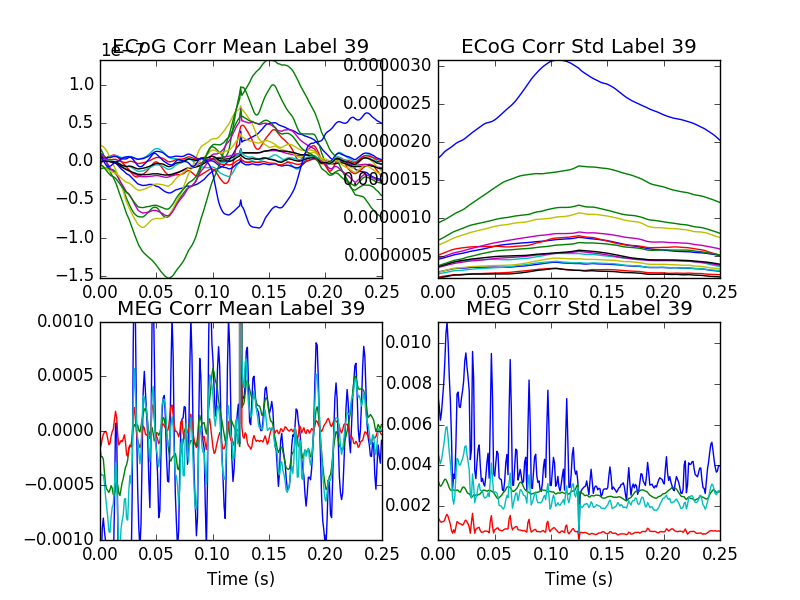 ECoG Corr Mean Label 39
1e−7
1.0
0.5
0.0
−0.5
−1.0
−1.5
0.00 0.05 0.10 0.15 0.20 0.25
ECoG Corr Std Label 39
0.0000030
0.0000025
0.0000020
0.0000015
0.0000010
0.0000005
0.00 0.05 0.10 0.15 0.20 0.25
MEG Corr Mean Label 39
0.0010
0.0005
0.0000
−0.0005
−0.0010
0.00 0.05 0.10 0.15 0.20 0.25
Time (s)
MEG Corr Std Label 39
0.010
0.008
0.006
0.004
0.002
0.00 0.05 0.10 0.15 0.20 0.25
Time (s)